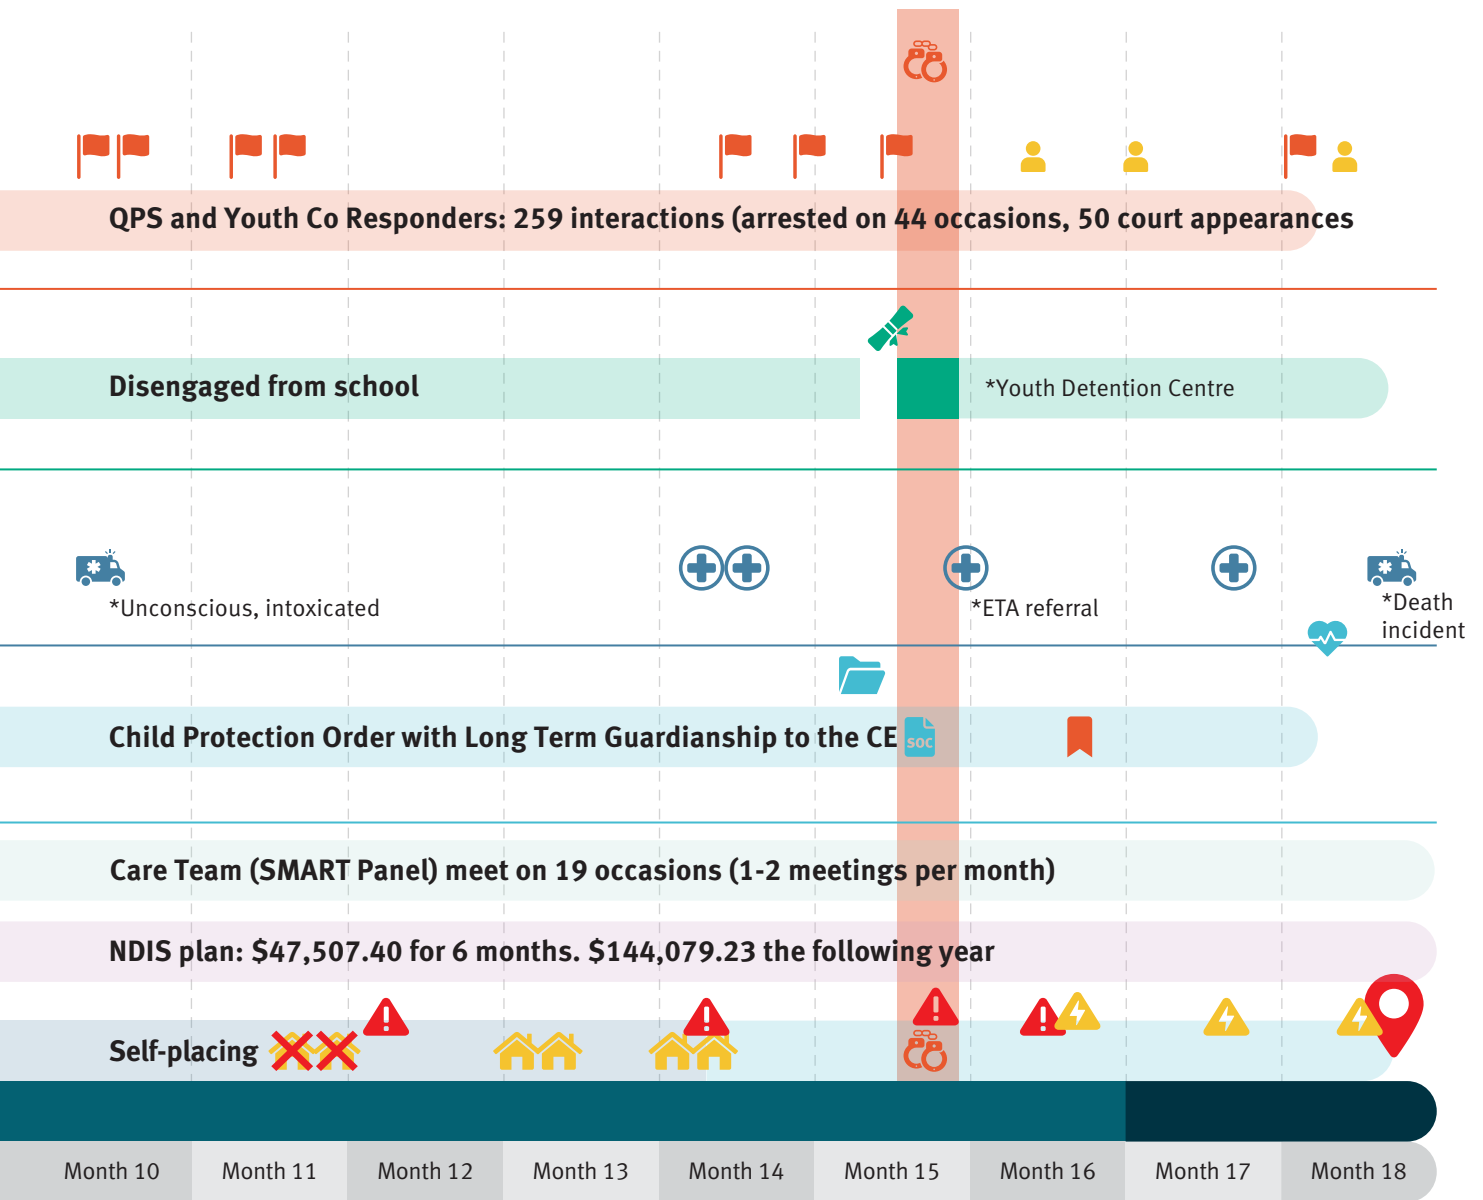 QPS and Youth Co Responders: 259 interactions (arrested on 44 occasions, 50 court appearances
Disengaged from school
*Youth Detention Centre
*Unconscious, intoxicated
*ETA referral
*Death
incident
Child Protection Order with Long Term Guardianship to the CE
SOC
Care Team (SMART Panel) meet on 19 occasions (1-2 meetings per month)
NDIS plan: $47,507.40 for 6 months. $144,079.23 the following year
Self-placing
Month 10
Month 11
Month 12
Month 13
Month 14
Month 15
Month 16
Month 17
Month 18